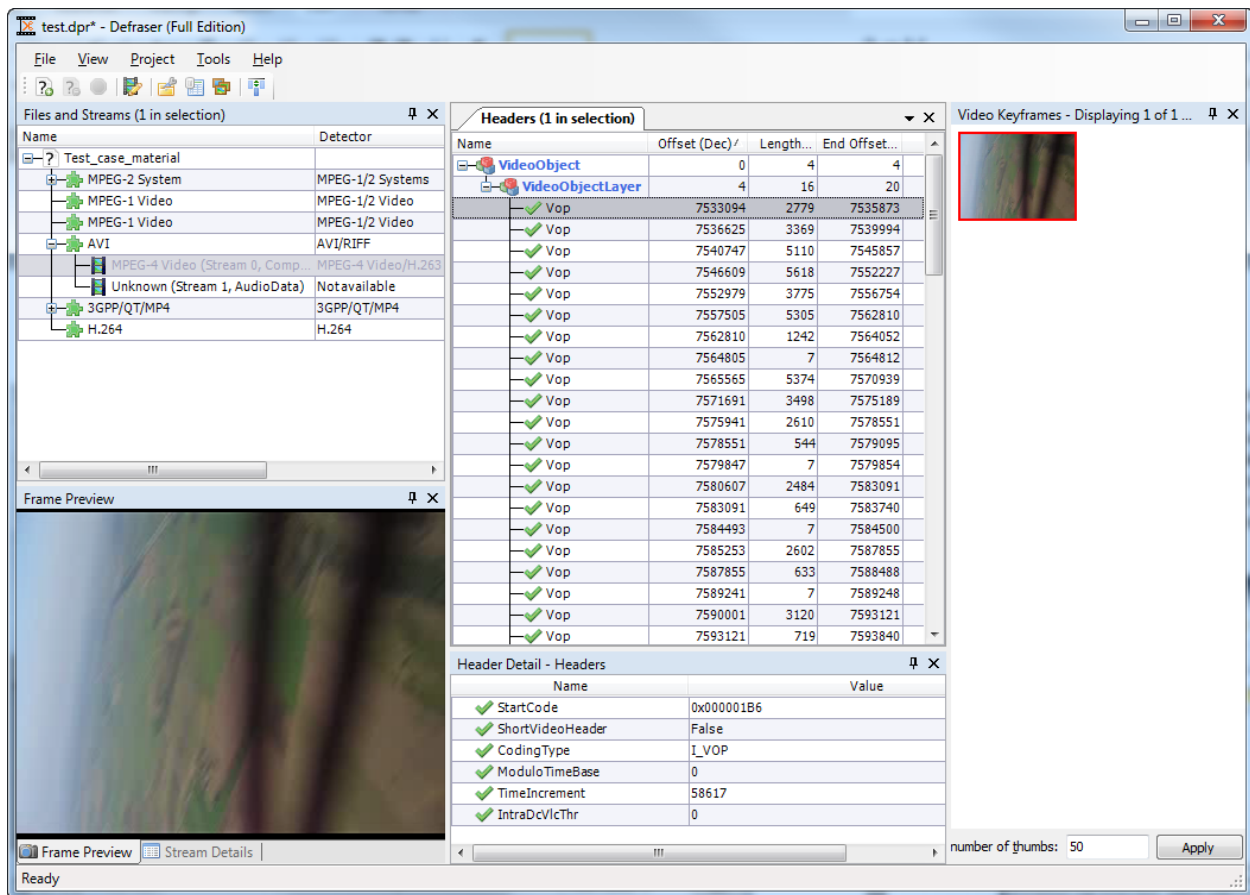 test.dpr* - Defraser (Full Edition)
File View Project Tools Help
Files and Streams (1 in selection)
Name Detector
Test_case_material
MPEG-2 System MPEG-1/2 Systems
MPEG-1 Video MPEG-1/2 Video
MPEG-1 Video MPEG-1/2 Video
AVI AVI/RIFF
MPEG-4 Video (Stream 0, Comp... MPEG-4 Video/H.263
Unknown (Stream 1, AudioData) Notavailable
3GPP/QT/MP4 3GPP/QT/MP4
H.264 H.264
Frame Preview
Frame Preview Stream Details
Headers (1 in selection)
Name Offset (Dec) Length... End Offset...
VideoObject 0 4 4
VideoObjectLayer 4 16 20
Vop 7533094 2779 7535873
Vop 7536625 3369 7539994
Vop 7540747 5110 7545857
Vop 7546609 5618 7552227
Vop 7552979 3775 7556754
Vop 7557505 5305 7562810
Vop 7562810 1242 7564052
Vop 7564805 7 7564812
Vop 7565565 5374 7570939
Vop 7571691 3498 7575189
Vop 7575941 2610 7578551
Vop 7578551 544 7579095
Vop 7579847 7 7579854
Vop 7580607 2484 7583091
Vop 7583091 649 7583740
Vop 7584493 7 7584500
Vop 7585253 2602 7587855
Vop 7587855 633 7588488
Vop 7589241 7 7589248
Vop 7590001 3120 7593121
Vop 7593121 719 7593840
Header Detail - Headers
Name Value
StartCode 0x000001B6
ShortVideoHeader False
CodingType I_VOP
ModuloTimeBase 0
TimeIncrement 58617
IntraDcVlcThr 0
Video Keyframes - Displaying 1 of 1 ...
number of thumbs: 50 Apply
Ready